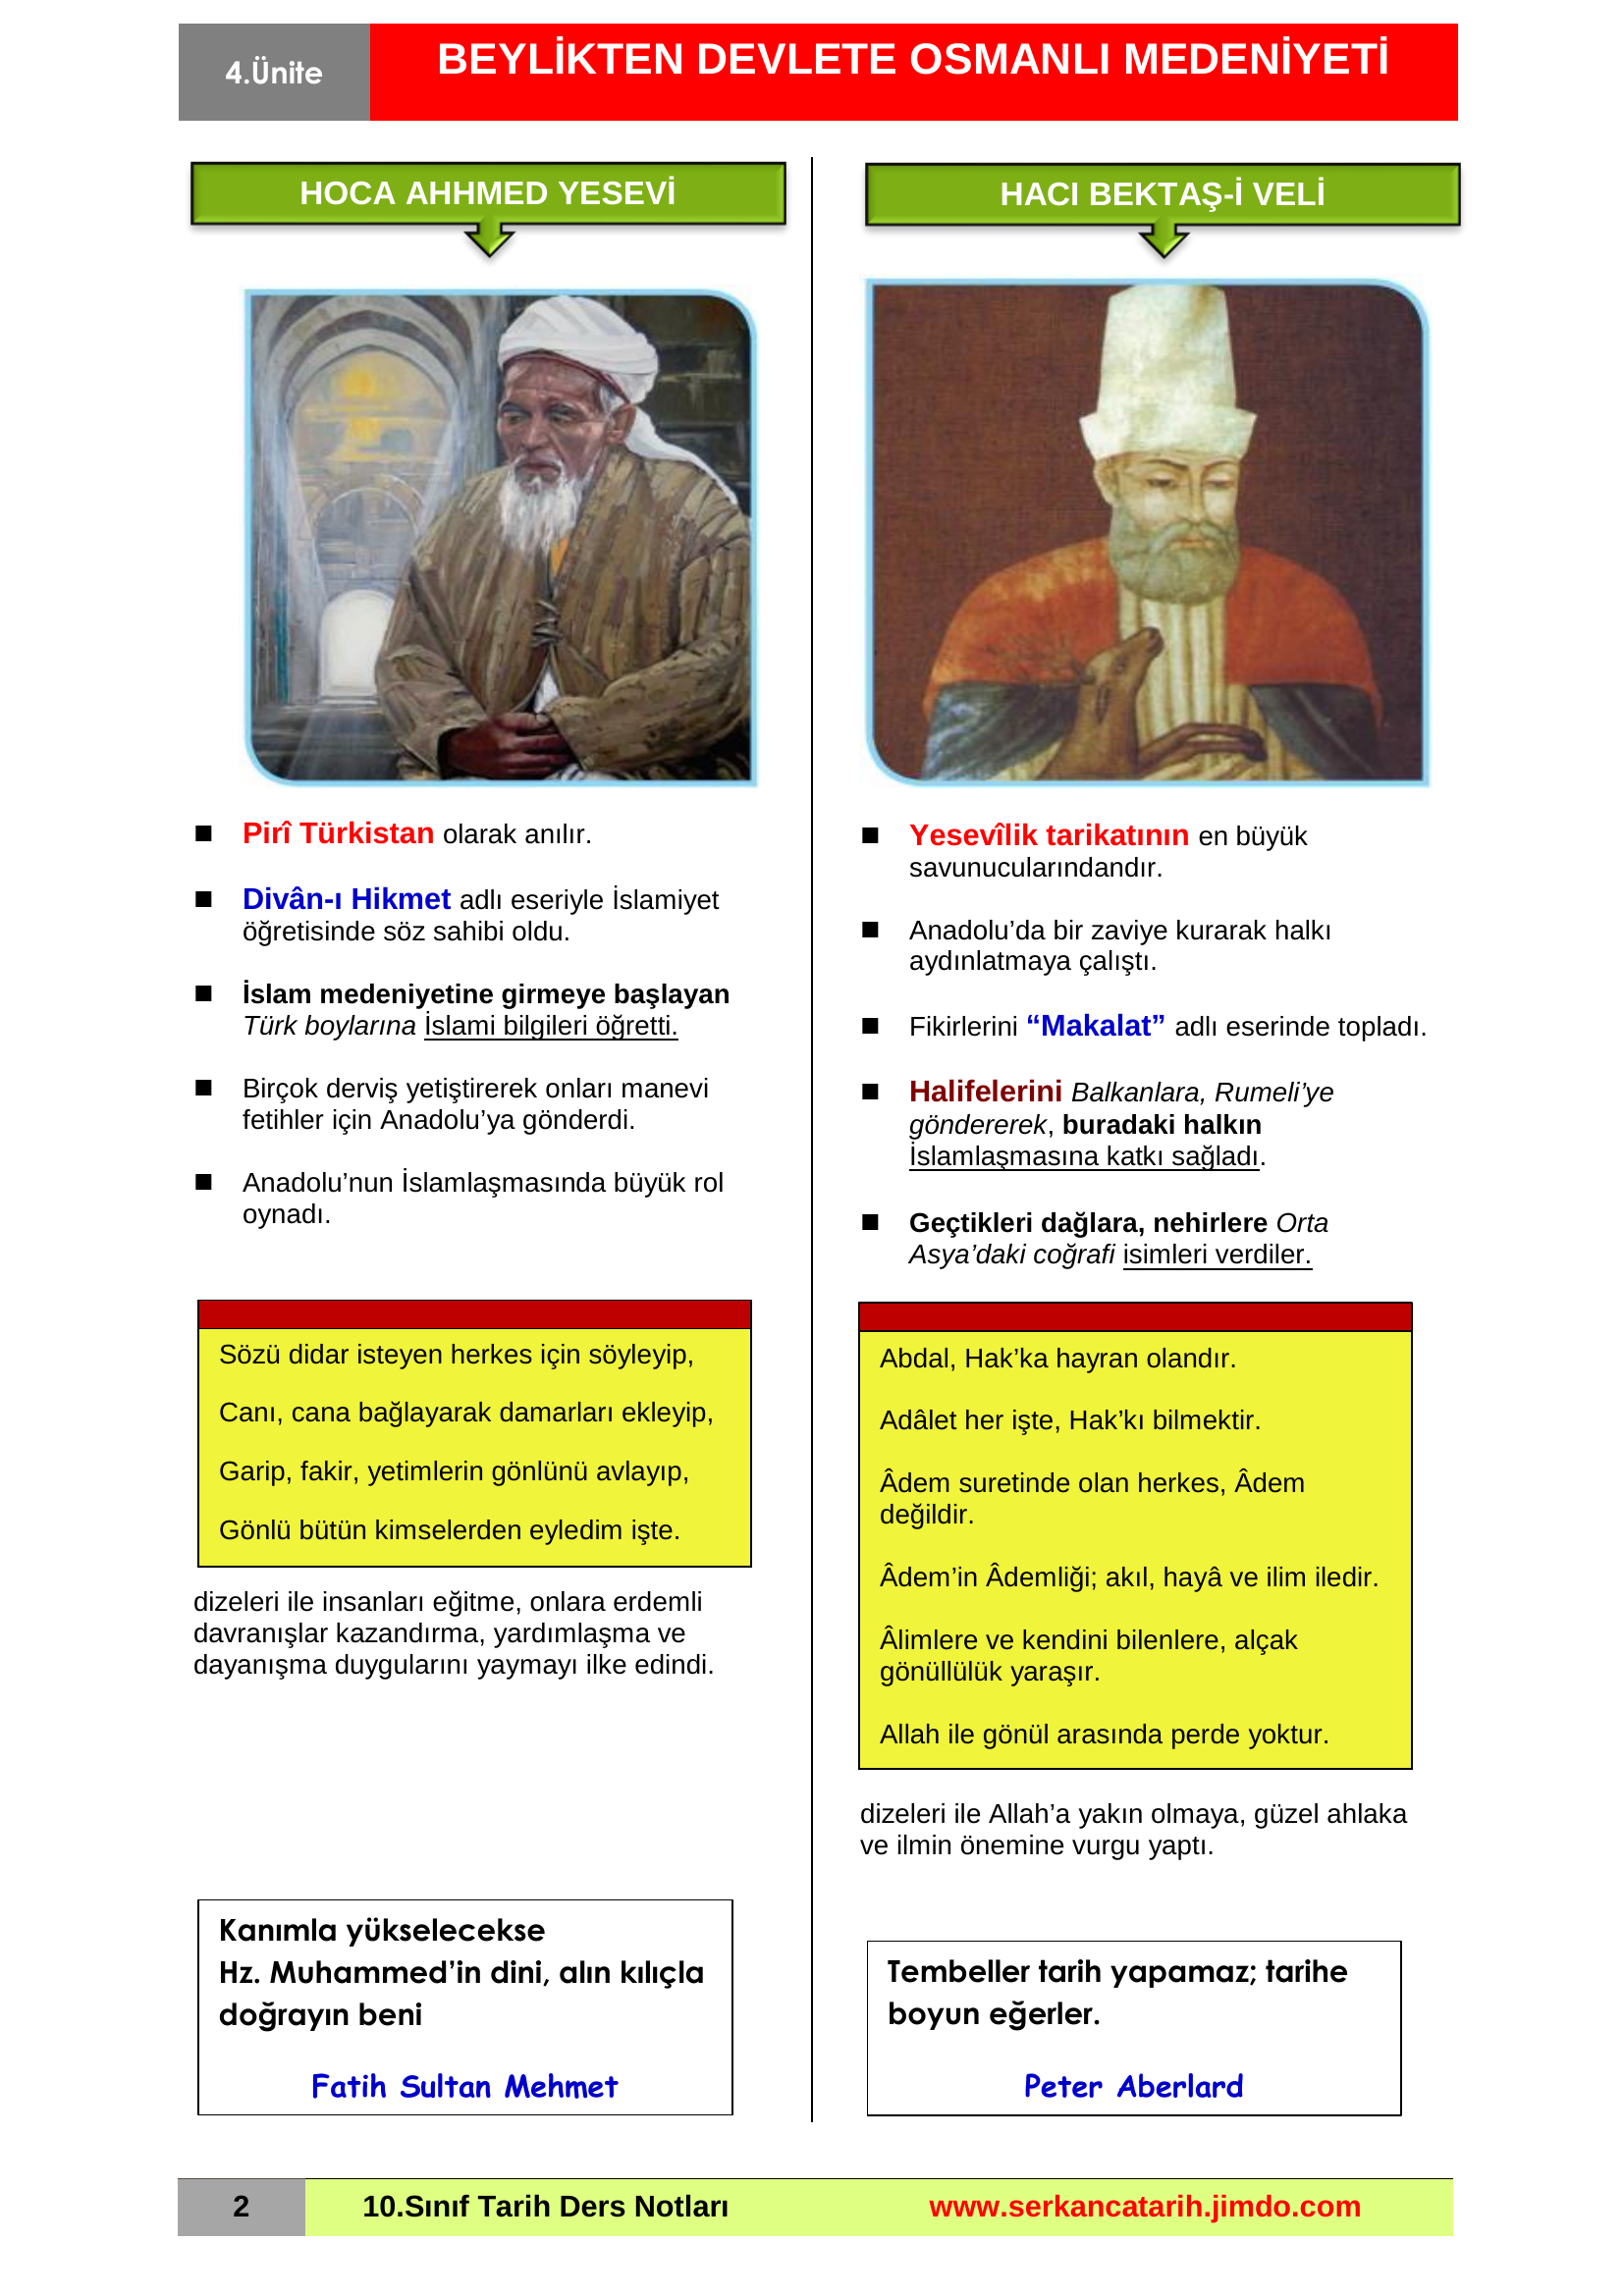 4.Ünite
BEYLİKTEN DEVLETE OSMANLI MEDENİYETİ
HOCA AHHMED YESEVİ
Pirî Türkistan olarak anılır.
Divân-ı Hikmet adlı eseriyle İslamiyet
öğretisinde söz sahibi oldu.
İslam medeniyetine girmeye başlayan
Türk boylarına İslami bilgileri öğretti.
Birçok derviş yetiştirerek onları manevi
fetihler için Anadolu’ya gönderdi.
Anadolu’nun İslamlaşmasında büyük rol
oynadı.
Sözü didar isteyen herkes için söyleyip,
Canı, cana bağlayarak damarları ekleyip,
Garip, fakir, yetimlerin gönlünü avlayıp,
Gönlü bütün kimselerden eyledim işte.
dizeleri ile insanları eğitme, onlara erdemli
davranışlar kazandırma, yardımlaşma ve
dayanışma duygularını yaymayı ilke edindi.
Kanımla yükselecekse
Hz. Muhammed’in dini, alın kılıçla
doğrayın beni
Fatih Sultan Mehmet
HACI BEKTAŞ-İ VELİ
Yesevîlik tarikatının en büyük
savunucularındandır.
Anadolu’da bir zaviye kurarak halkı
aydınlatmaya çalıştı.
Fikirlerini “Makalat” adlı eserinde topladı.
Halifelerini Balkanlara, Rumeli’ye
göndererek, buradaki halkın
İslamlaşmasına katkı sağladı.
Geçtikleri dağlara, nehirlere Orta
Asya’daki coğrafi isimleri verdiler.
Abdal, Hak’ka hayran olandır.
Adâlet her işte, Hak’kı bilmektir.
Âdem suretinde olan herkes, Âdem
değildir.
Âdem’in Âdemliği; akıl, hayâ ve ilim iledir.
Âlimlere ve kendini bilenlere, alçak
gönüllülük yaraşır.
Allah ile gönül arasında perde yoktur.
dizeleri ile Allah’a yakın olmaya, güzel ahlaka
ve ilmin önemine vurgu yaptı.
Tembeller tarih yapamaz; tarihe
boyun eğerler.
Peter Aberlard
2
10.Sınıf Tarih Ders Notları
www.serkancatarih.jimdo.com